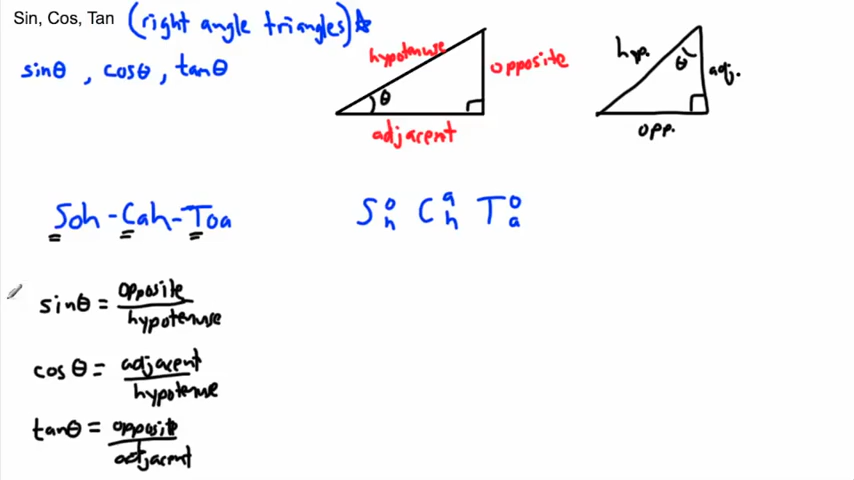 Sin, Cos, Tan (right angle triangles)
sinθ , cosθ , tanθ
hypotenuse
opposite
θ
adjacent
hyp.
θ
adj.
opp.
Soh - Cah - Toa
S o/h C a/h T o/a
sinθ = opposite/hypotenuse
cosθ = adjacent/hypotenuse
tanθ = opposite/adjacent